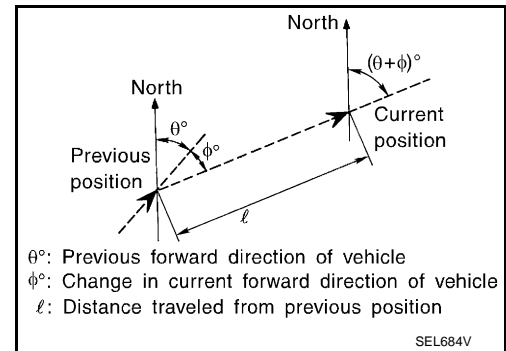 North
(θ+ϕ)°
North
θ°
ϕ°
Current
position
Previous
position
ℓ
θ°: Previous forward direction of vehicle
ϕ°: Change in current forward direction of vehicle
ℓ: Distance traveled from previous position
SEL684V